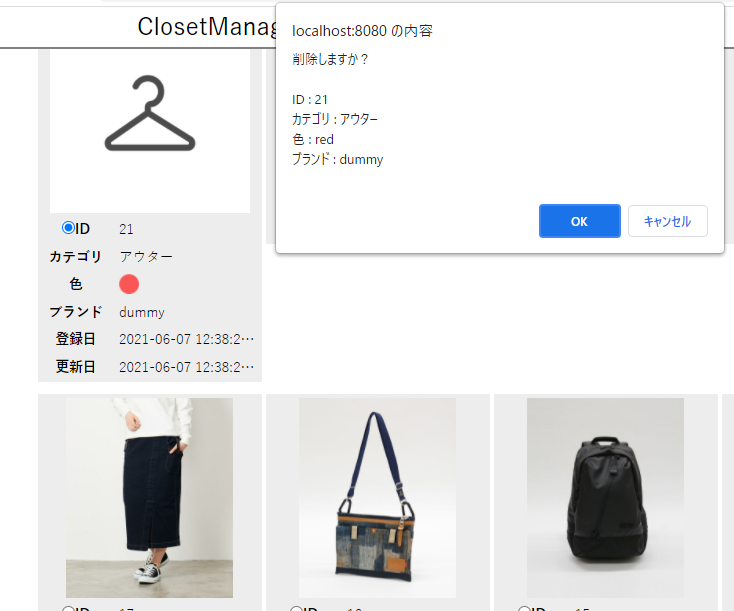 ClosetManag
localhost:8080 の内容
削除しますか？
ID : 21
カテゴリ : アウター
色 : red
ブランド : dummy
OK
キャンセル
ID 21
カテゴリ アウター
色
ブランド dummy
登録日 2021-06-07 12:38:2…
更新日 2021-06-07 12:38:2…
ID 17
ID
ID 15